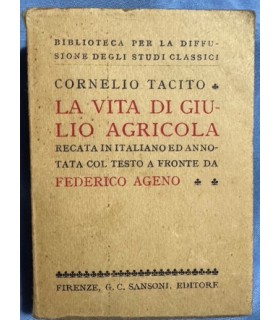 BIBLIOTECA PER LA DIFFU-
SIONE DEGLI STUDI CLASSICI
CORNELIO TACITO ♣
LA VITA DI GIU-
LIO AGRICOLA
RECATA IN ITALIANO ED ANNO-
TATA COL TESTO A FRONTE DA
FEDERICO AGENO ♣ ♣
FIRENZE, G. C. SANSONI, EDITORE